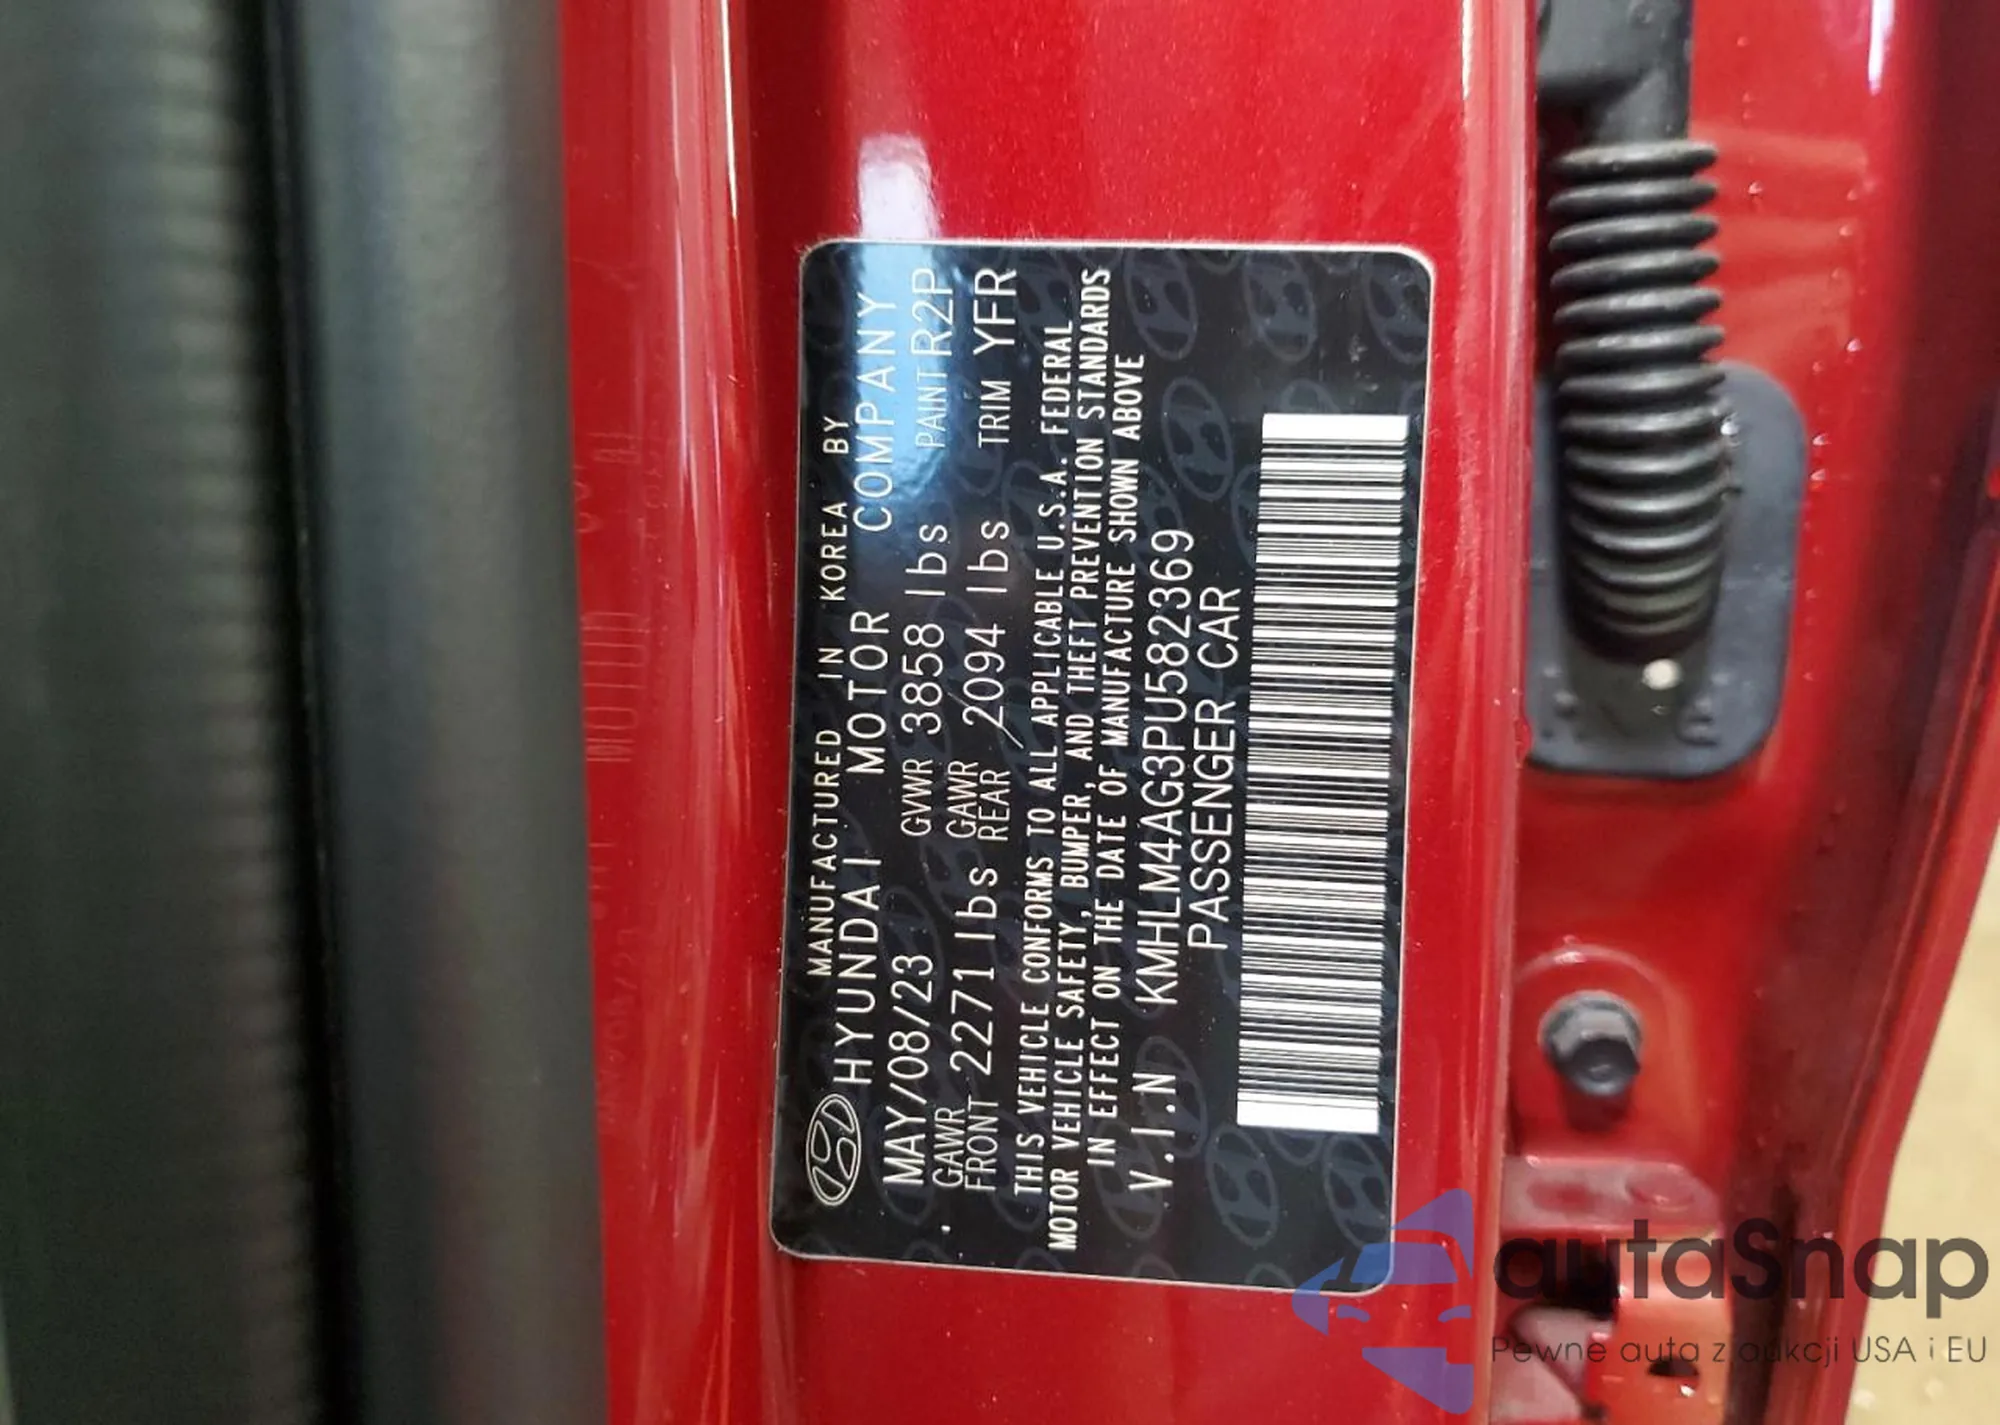 MANUFACTURED IN KOREA BY
HYUNDAI MOTOR COMPANY
MAY/08/23 GVWR 3858 lbs PAINT R2P
GAWR FRONT 2271 lbs GAWR REAR 2094 lbs TRIM YFR
THIS VEHICLE CONFORMS TO ALL APPLICABLE U.S.A. FEDERAL
MOTOR VEHICLE SAFETY, BUMPER, AND THEFT PREVENTION STANDARDS
IN EFFECT ON THE DATE OF MANUFACTURE SHOWN ABOVE
V.I.N KMHLM4AG3PU582369
PASSENGER CAR
autaSnap
Pewne auta z aukcji USA i EU